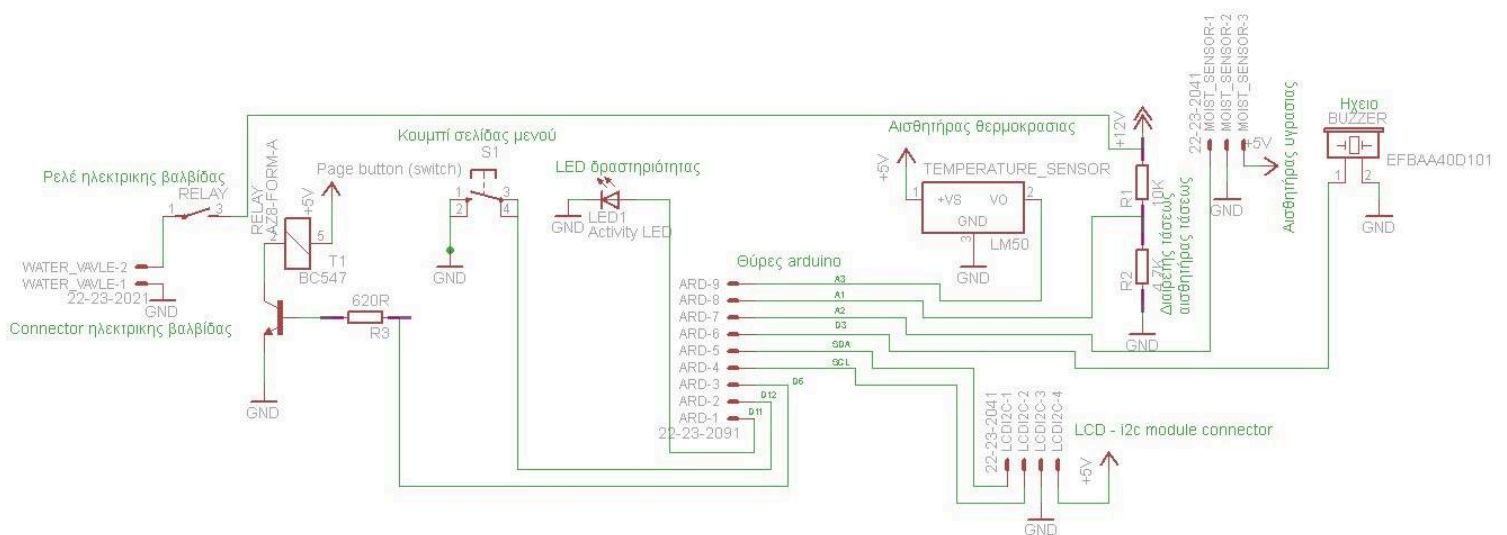 Ρελέ ηλεκτρικης βαλβίδας
RELAY
1
3
WATER_VAVLE-2
WATER_VAVLE-1
22-23-2021
GND
Connector ηλεκτρικης βαλβίδας
RELAY
AZ8-FORM-A
+5V
2
5
T1
BC547
GND
620R
R3
Κουμπί σελίδας μενού
S1
Page button (switch)
1
3
2
4
GND
LED δραστηριότητας
GND
LED1
Activity LED
Θύρες arduino
ARD-9
A3
ARD-8
A1
ARD-7
A2
ARD-6
D3
ARD-5
SDA
ARD-4
SCL
ARD-3
D6
ARD-2
D12
ARD-1
D11
22-23-2091
Αισθητήρας θερμοκρασιας
+5V
TEMPERATURE_SENSOR
1
+VS
VO
2
GND
3
LM50
GND
+12V
R1
10K
R2
4.7K
Διαιρετής τάσεως
αισθητήρας τάσεως
GND
22-23-2041
MOIST_SENSOR-1
MOIST_SENSOR-2
MOIST_SENSOR-3
+5V
GND
Αισθητήρας υγρασιας
Ηχειο
BUZZER
EFBAA40D101
1
2
GND
22-23-2041
LCDI2C-1
LCDI2C-2
LCDI2C-3
LCDI2C-4
LCD - i2c module connector
+5V
GND